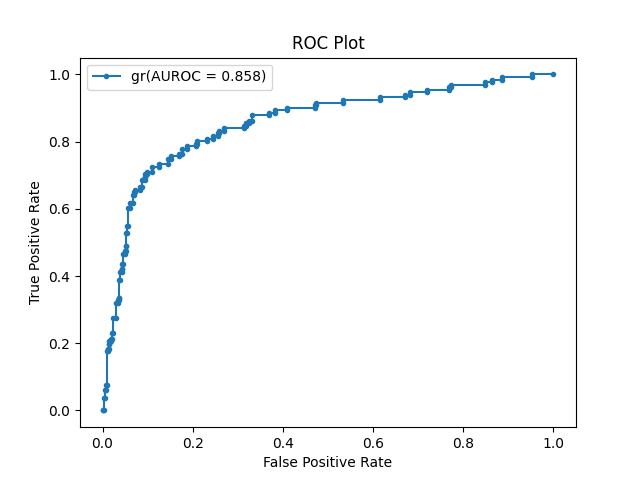 ROC Plot
gr(AUROC = 0.858)
True Positive Rate
1.0
0.8
0.6
0.4
0.2
0.0
0.0 0.2 0.4 0.6 0.8 1.0
False Positive Rate